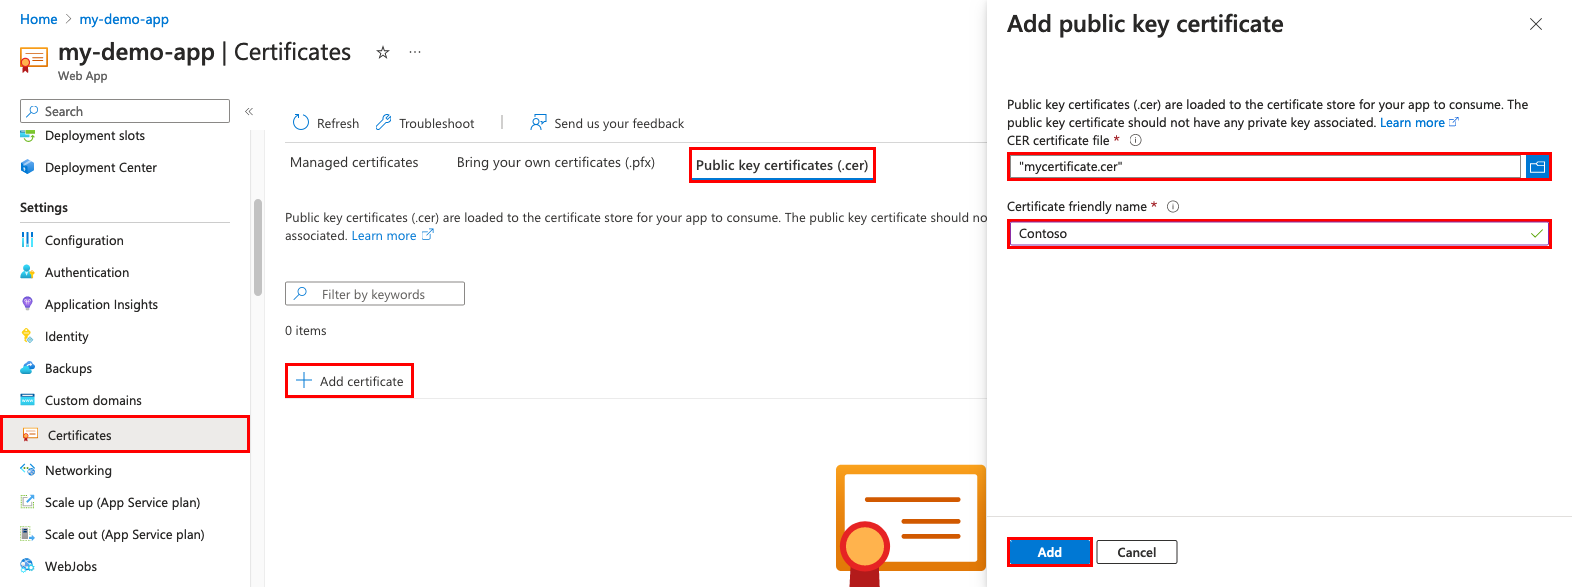 Home > my-demo-app
my-demo-app | Certificates
Web App
Search
Deployment slots
Deployment Center
Settings
Configuration
Authentication
Application Insights
Identity
Backups
Custom domains
Certificates
Networking
Scale up (App Service plan)
Scale out (App Service plan)
WebJobs
Refresh
Troubleshoot
Send us your feedback
Managed certificates
Bring your own certificates (.pfx)
Public key certificates (.cer)
Public key certificates (.cer) are loaded to the certificate store for your app to consume. The public key certificate should no
associated. Learn more
Filter by keywords
0 items
Add certificate
Add public key certificate
Public key certificates (.cer) are loaded to the certificate store for your app to consume. The
public key certificate should not have any private key associated. Learn more
CER certificate file *
"mycertificate.cer"
Certificate friendly name *
Contoso
Add
Cancel